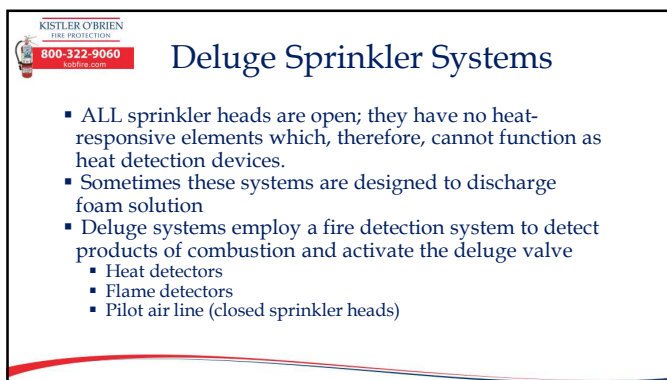 KISTLER O'BRIEN
FIRE PROTECTION
800-322-9060
kobfire.com
Deluge Sprinkler Systems
▪ ALL sprinkler heads are open; they have no heat-
responsive elements which, therefore, cannot function as
heat detection devices.
▪ Sometimes these systems are designed to discharge
foam solution
▪ Deluge systems employ a fire detection system to detect
products of combustion and activate the deluge valve
▪ Heat detectors
▪ Flame detectors
▪ Pilot air line (closed sprinkler heads)